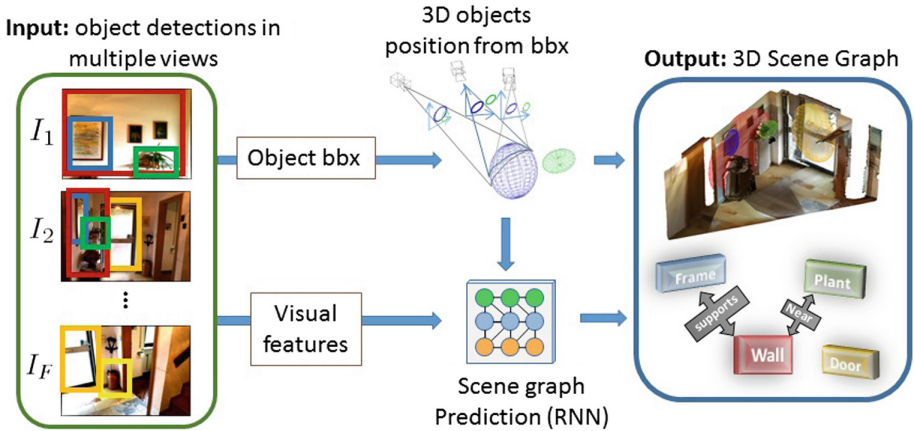 Input: object detections in
multiple views
3D objects
position from bbx
Output: 3D Scene Graph
I1
I2
IF
Object bbx
Visual
features
Scene graph
Prediction (RNN)
Frame
Plant
supports
Near
Wall
Door